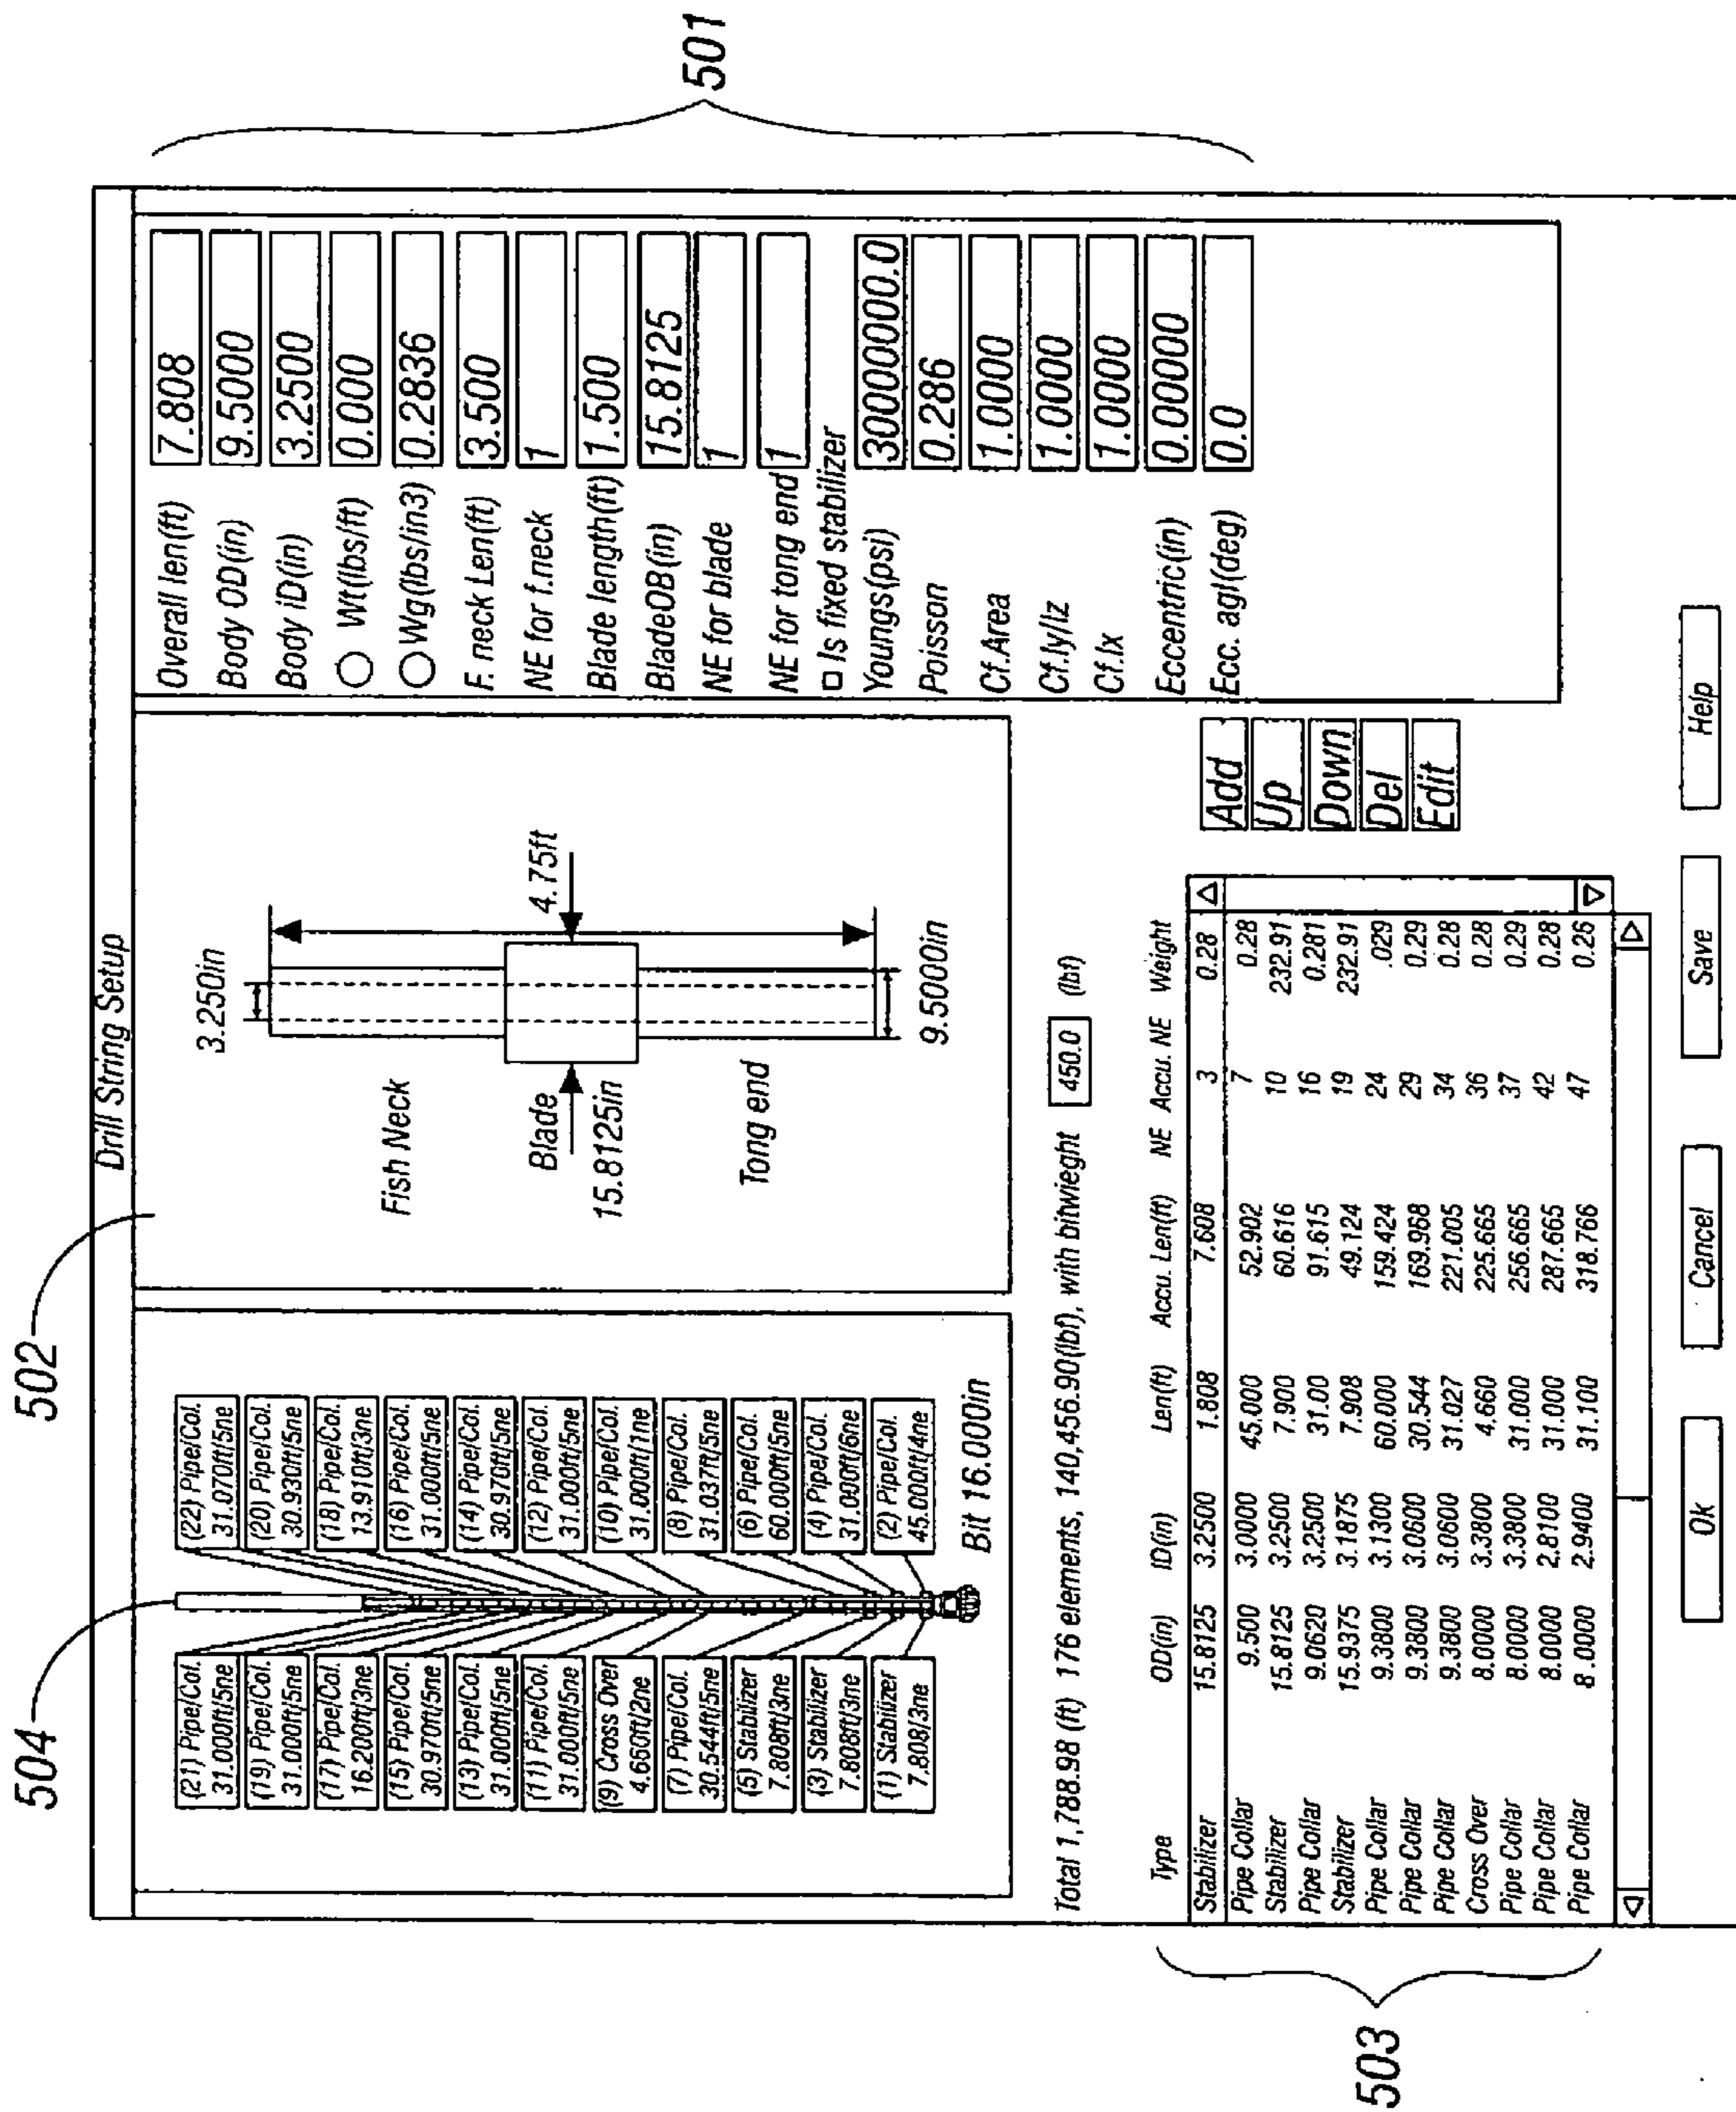 504
502
501
503
Drill String Setup
(21) Pipe/Col.
31.000ft/5ne
(19) Pipe/Col.
31.000ft/5ne
(17) Pipe/Col.
16.200ft/3ne
(15) Pipe/Col.
30.970ft/5ne
(13) Pipe/Col.
31.000ft/5ne
(11) Pipe/Col.
31.000ft/5ne
(9) Cross Over
4.660ft/2ne
(7) Pipe/Col.
30.544ft/5ne
(5) Stabilizer
7.808ft/3ne
(3) Stabilizer
7.808ft/3ne
(1) Stabilizer
7.808/3ne
(22) Pipe/Col.
31.070ft/5ne
(20) Pipe/Col.
30.930ft/5ne
(18) Pipe/Col.
13.910ft/3ne
(16) Pipe/Col.
31.000ft/5ne
(14) Pipe/Col.
30.970ft/5ne
(12) Pipe/Col.
31.000ft/5ne
(10) Pipe/Col.
31.000ft/1ne
(8) Pipe/Col.
31.037ft/5ne
(6) Pipe/Col.
60.000ft/5ne
(4) Pipe/Col.
31.000ft/6ne
(2) Pipe/Col.
45.000ft/4ne
Bit 16.000in
3.250in
Fish Neck
Blade
4.75ft
15.8125in
Tong end
9.5000in
Overall len(ft) 7.808
Body OD(in) 9.5000
Body iD(in) 3.2500
Wt(lbs/ft) 0.000
Wg(lbs/in3) 0.2836
F. neck Len(ft) 3.500
NE for f.neck 1
Blade length(ft) 1.500
BladeOB(in) 15.8125
NE for blade 1
NE for tong end 1
Is fixed stabilizer
Youngs(psi) 30000000.0
Poisson 0.286
Cf.Area 1.0000
Cf.Iy/Iz 1.0000
Cf.Ix 1.0000
Eccentric(in) 0.00000
Ecc. agl(deg) 0.0
Total 1,788.98 (ft) 176 elements, 140,456.90(lbf), with bitwieght 450.0 (lbf)
Type OD(in) ID(in) Len(ft) Accu. Len(ft) NE Accu. NE Weight
Stabilizer 15.8125 3.2500 1.808 7.608 3 0.28
Pipe Collar 9.500 3.0000 45.000 52.902 7 0.28
Stabilizer 15.8125 3.2500 7.900 60.616 10 232.91
Pipe Collar 9.0620 3.2500 31.00 91.615 16 0.281
Stabilizer 15.9375 3.1875 7.908 49.124 19 232.91
Pipe Collar 9.3800 3.1300 60.000 159.424 24 .029
Pipe Collar 9.3800 3.0600 30.544 169.968 29 0.29
Pipe Collar 9.3800 3.0600 31.027 221.005 34 0.28
Cross Over 8.0000 3.3800 4.660 225.665 36 0.28
Pipe Collar 8.0000 3.3800 31.000 256.665 37 0.29
Pipe Collar 8.0000 2.8100 31.000 287.665 42 0.28
Pipe Collar 8.0000 2.9400 31.100 318.766 47 0.26
Add
Up
Down
Del
Edit
Ok
Cancel
Save
Help